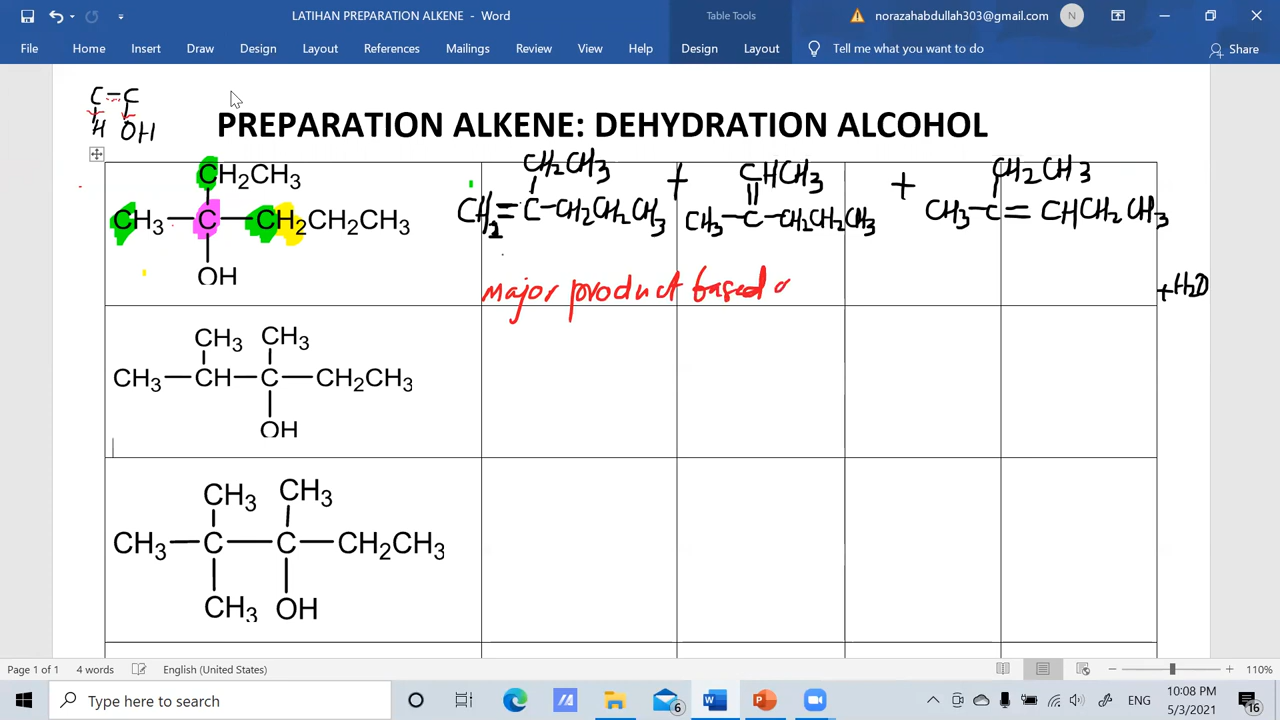 LATIHAN PREPARATION ALKENE - Word
Table Tools
norazahabdullah303@gmail.com
N
File Home Insert Draw Design Layout References Mailings Review View Help Design Layout Tell me what you want to do Share
C=C
H OH
PREPARATION ALKENE: DEHYDRATION ALCOHOL
CH2CH3
CH3 — C — CH2CH2CH3
OH
CH2CH3
CH2 = C – CH2CH2CH3
+
CHCH3
CH3 – C – CH2CH2CH3
+
CH2CH3
CH3 – C = CHCH2CH3
major product based o
+H2O
CH3 CH3
CH3 — CH — C — CH2CH3
OH
CH3 CH3
CH3 — C — C — CH2CH3
CH3 OH
Page 1 of 1 4 words English (United States) 110%
Type here to search
6
W
P
ENG
10:08 PM
5/3/2021
16